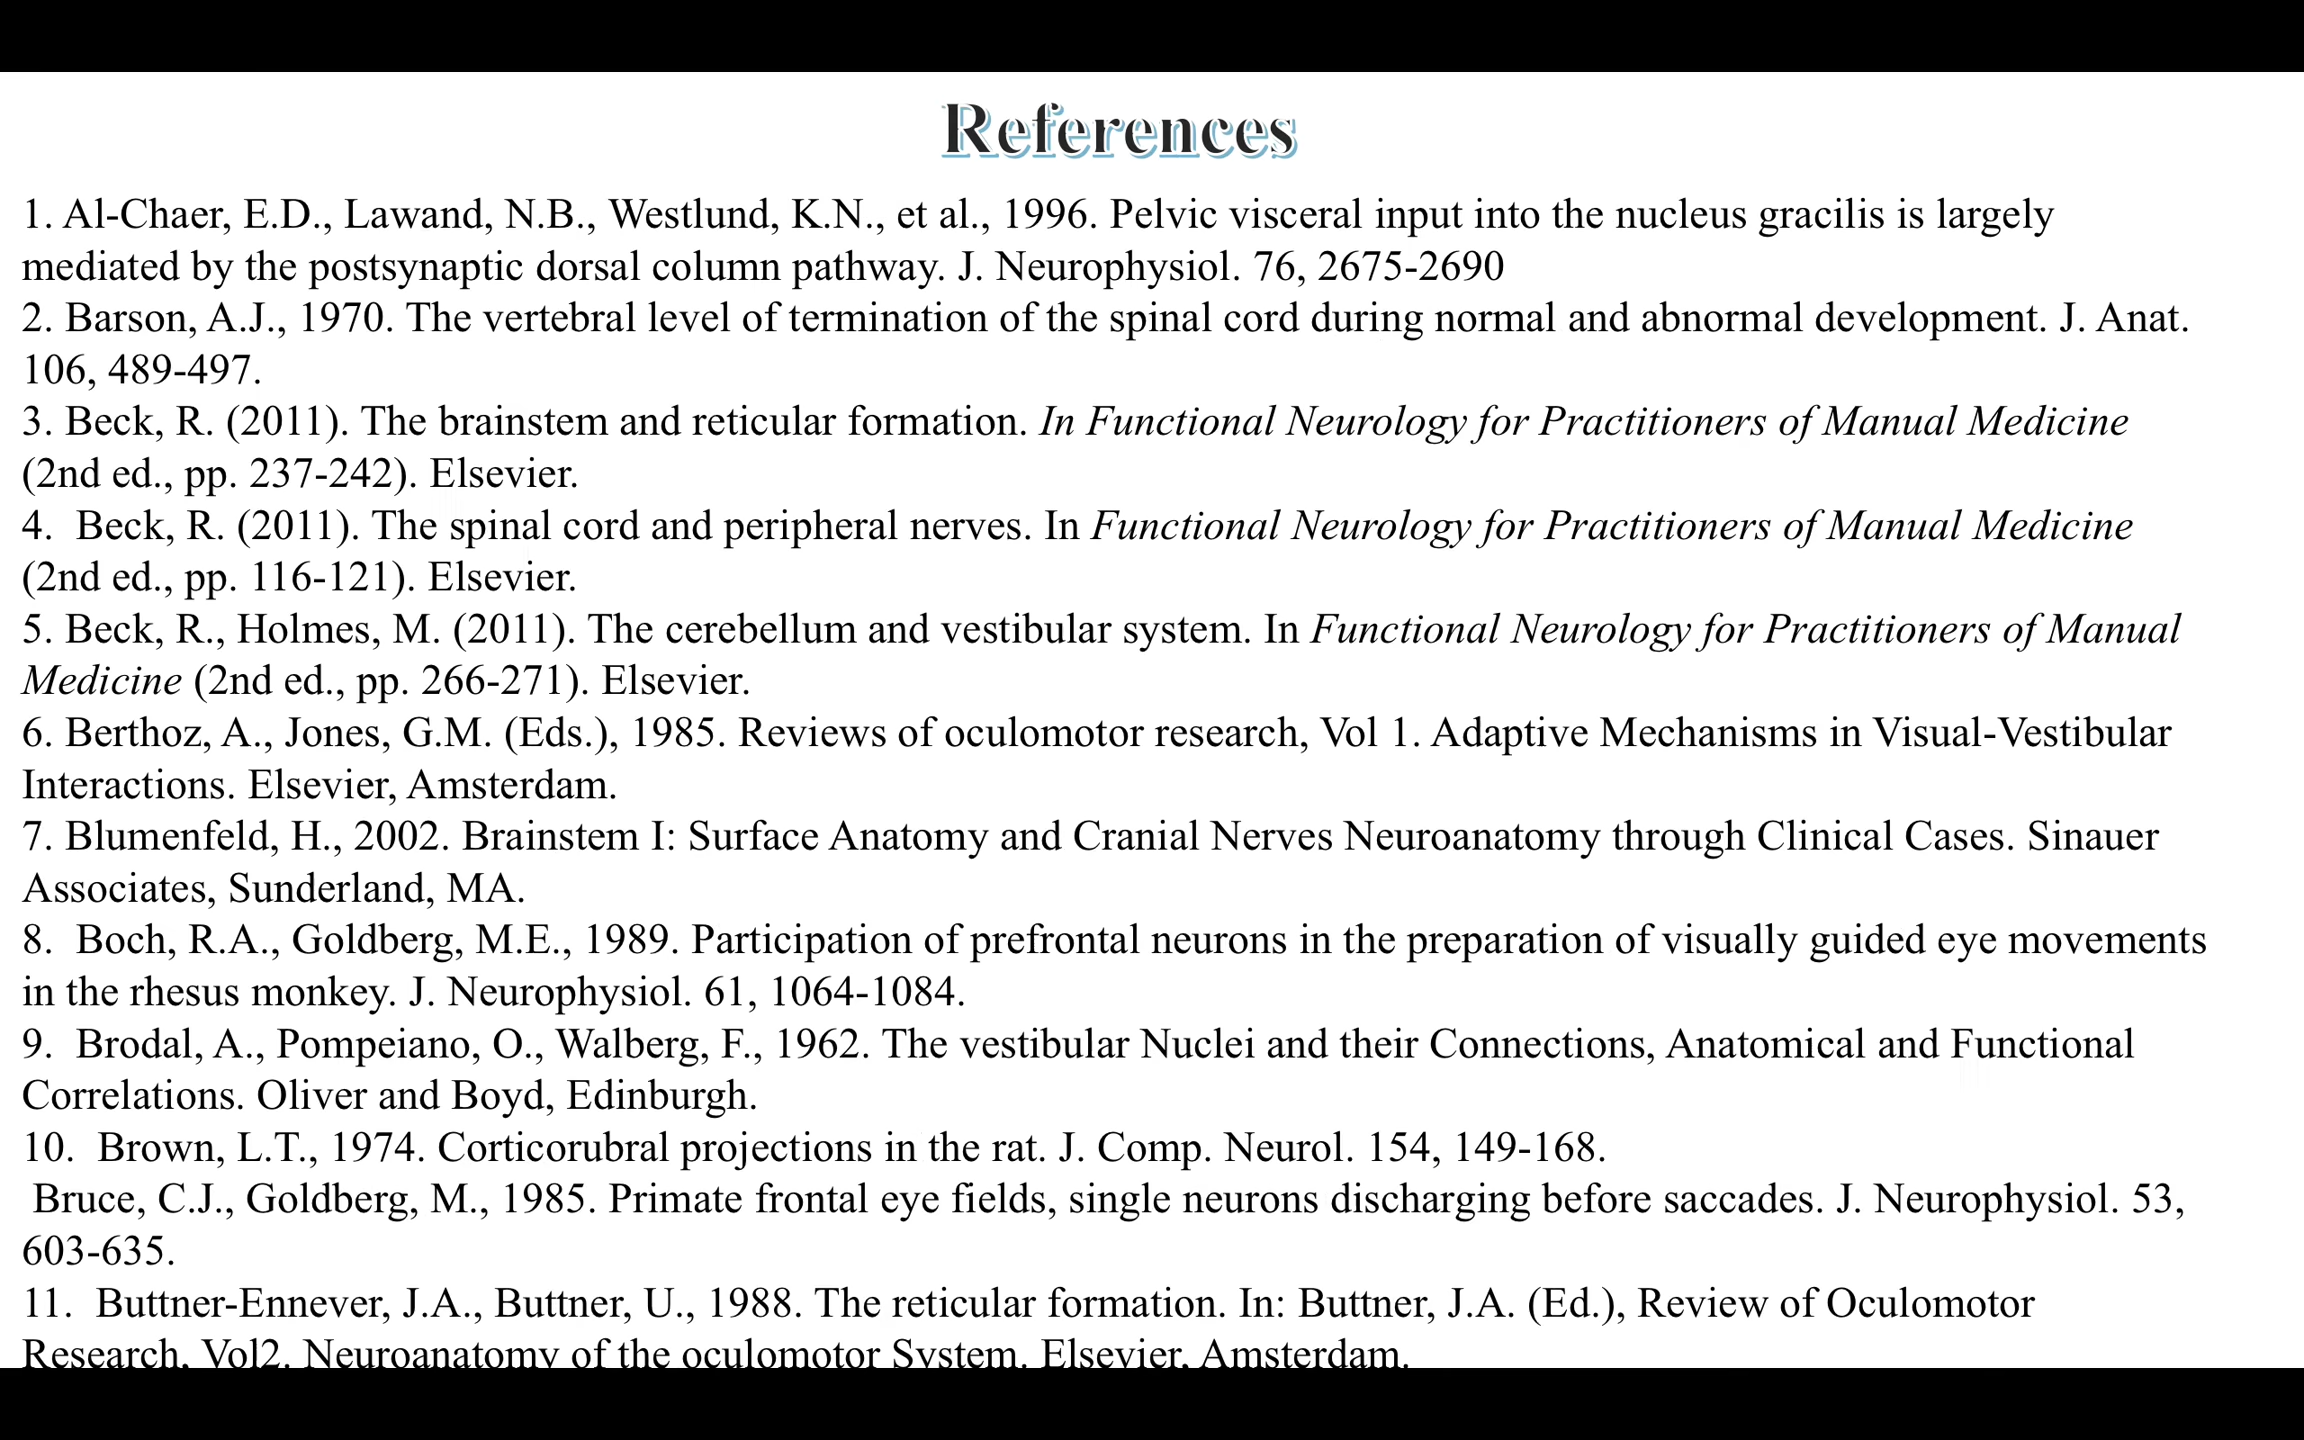 References
1. Al-Chaer, E.D., Lawand, N.B., Westlund, K.N., et al., 1996. Pelvic visceral input into the nucleus gracilis is largely
mediated by the postsynaptic dorsal column pathway. J. Neurophysiol. 76, 2675-2690
2. Barson, A.J., 1970. The vertebral level of termination of the spinal cord during normal and abnormal development. J. Anat.
106, 489-497.
3. Beck, R. (2011). The brainstem and reticular formation. In Functional Neurology for Practitioners of Manual Medicine
(2nd ed., pp. 237-242). Elsevier.
4.  Beck, R. (2011). The spinal cord and peripheral nerves. In Functional Neurology for Practitioners of Manual Medicine
(2nd ed., pp. 116-121). Elsevier.
5. Beck, R., Holmes, M. (2011). The cerebellum and vestibular system. In Functional Neurology for Practitioners of Manual
Medicine (2nd ed., pp. 266-271). Elsevier.
6. Berthoz, A., Jones, G.M. (Eds.), 1985. Reviews of oculomotor research, Vol 1. Adaptive Mechanisms in Visual-Vestibular
Interactions. Elsevier, Amsterdam.
7. Blumenfeld, H., 2002. Brainstem I: Surface Anatomy and Cranial Nerves Neuroanatomy through Clinical Cases. Sinauer
Associates, Sunderland, MA.
8.  Boch, R.A., Goldberg, M.E., 1989. Participation of prefrontal neurons in the preparation of visually guided eye movements
in the rhesus monkey. J. Neurophysiol. 61, 1064-1084.
9.  Brodal, A., Pompeiano, O., Walberg, F., 1962. The vestibular Nuclei and their Connections, Anatomical and Functional
Correlations. Oliver and Boyd, Edinburgh.
10.  Brown, L.T., 1974. Corticorubral projections in the rat. J. Comp. Neurol. 154, 149-168.
Bruce, C.J., Goldberg, M., 1985. Primate frontal eye fields, single neurons discharging before saccades. J. Neurophysiol. 53,
603-635.
11.  Buttner-Ennever, J.A., Buttner, U., 1988. The reticular formation. In: Buttner, J.A. (Ed.), Review of Oculomotor
Research, Vol2. Neuroanatomy of the oculomotor System. Elsevier, Amsterdam.